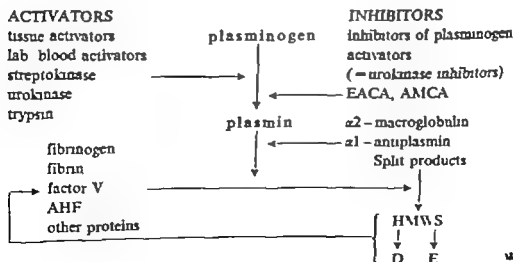 ACTIVATORS
tissue activators
lab blood activators
streptokinase
urokinase
trypsin
plasminogen
INHIBITORS
inhibitors of plasminogen
activators
(=urokinase inhibitors)
EACA, AMCA
plasmin
α2-macroglobulin
α1-antiplasmin
Split products
fibrinogen
fibrin
factor V
AHF
other proteins
HMWS
D E